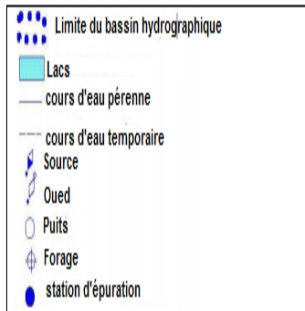 Limite du bassin hydrographique
Lacs
cours d'eau pérenne
cours d'eau temporaire
Source
Oued
Puits
Forage
station d'épuration